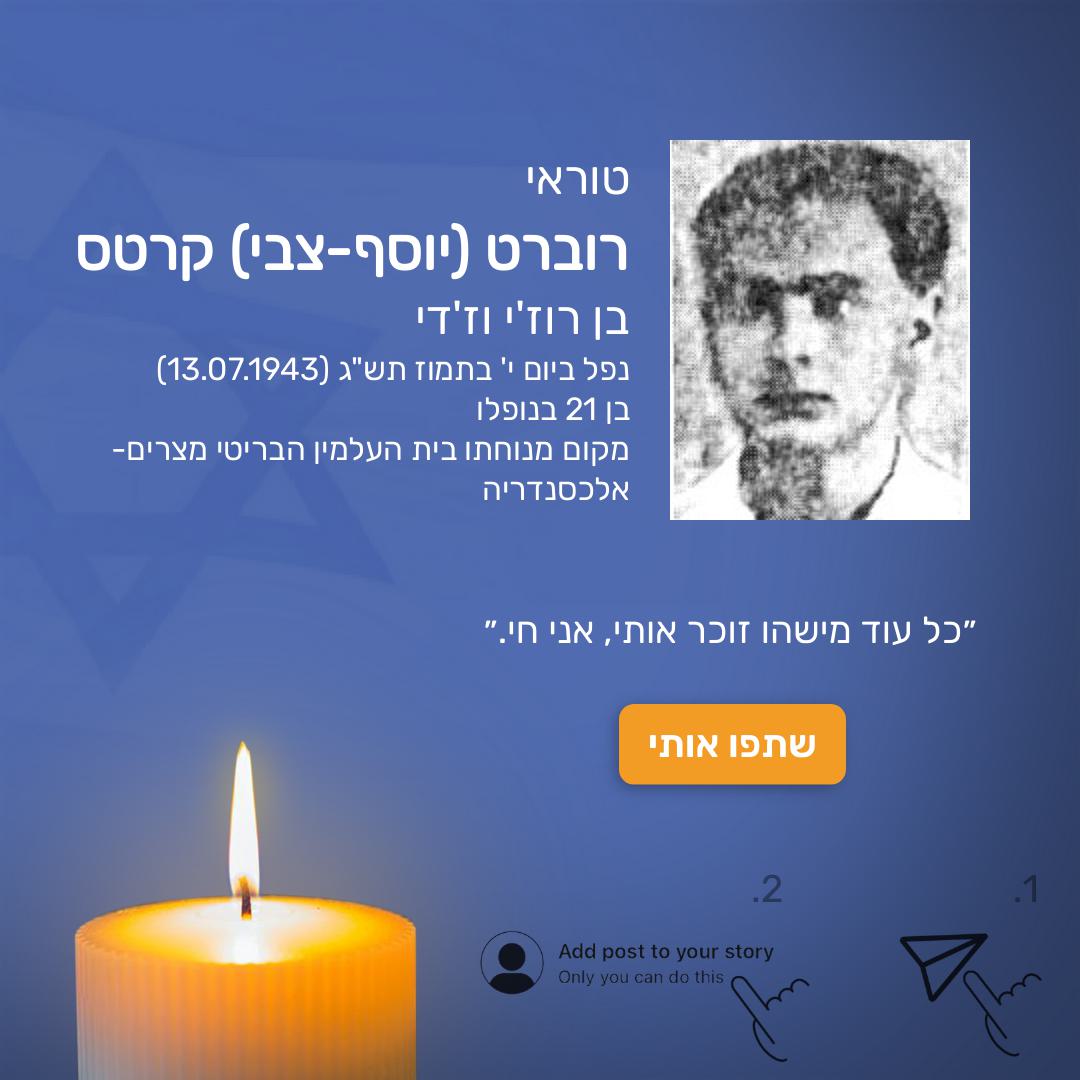 טוראי
רוברט (יוסף-צבי) קרטס
בן רוז'י וז'די
נפל ביום י' בתמוז תש"ג (13.07.1943)
בן 21 בנופלו
מקום מנוחתו בית העלמין הבריטי מצרים-
אלכסנדריה
״כל עוד מישהו זוכר אותי, אני חי.״
שתפו אותי
1.
2.
Add post to your story
Only you can do this